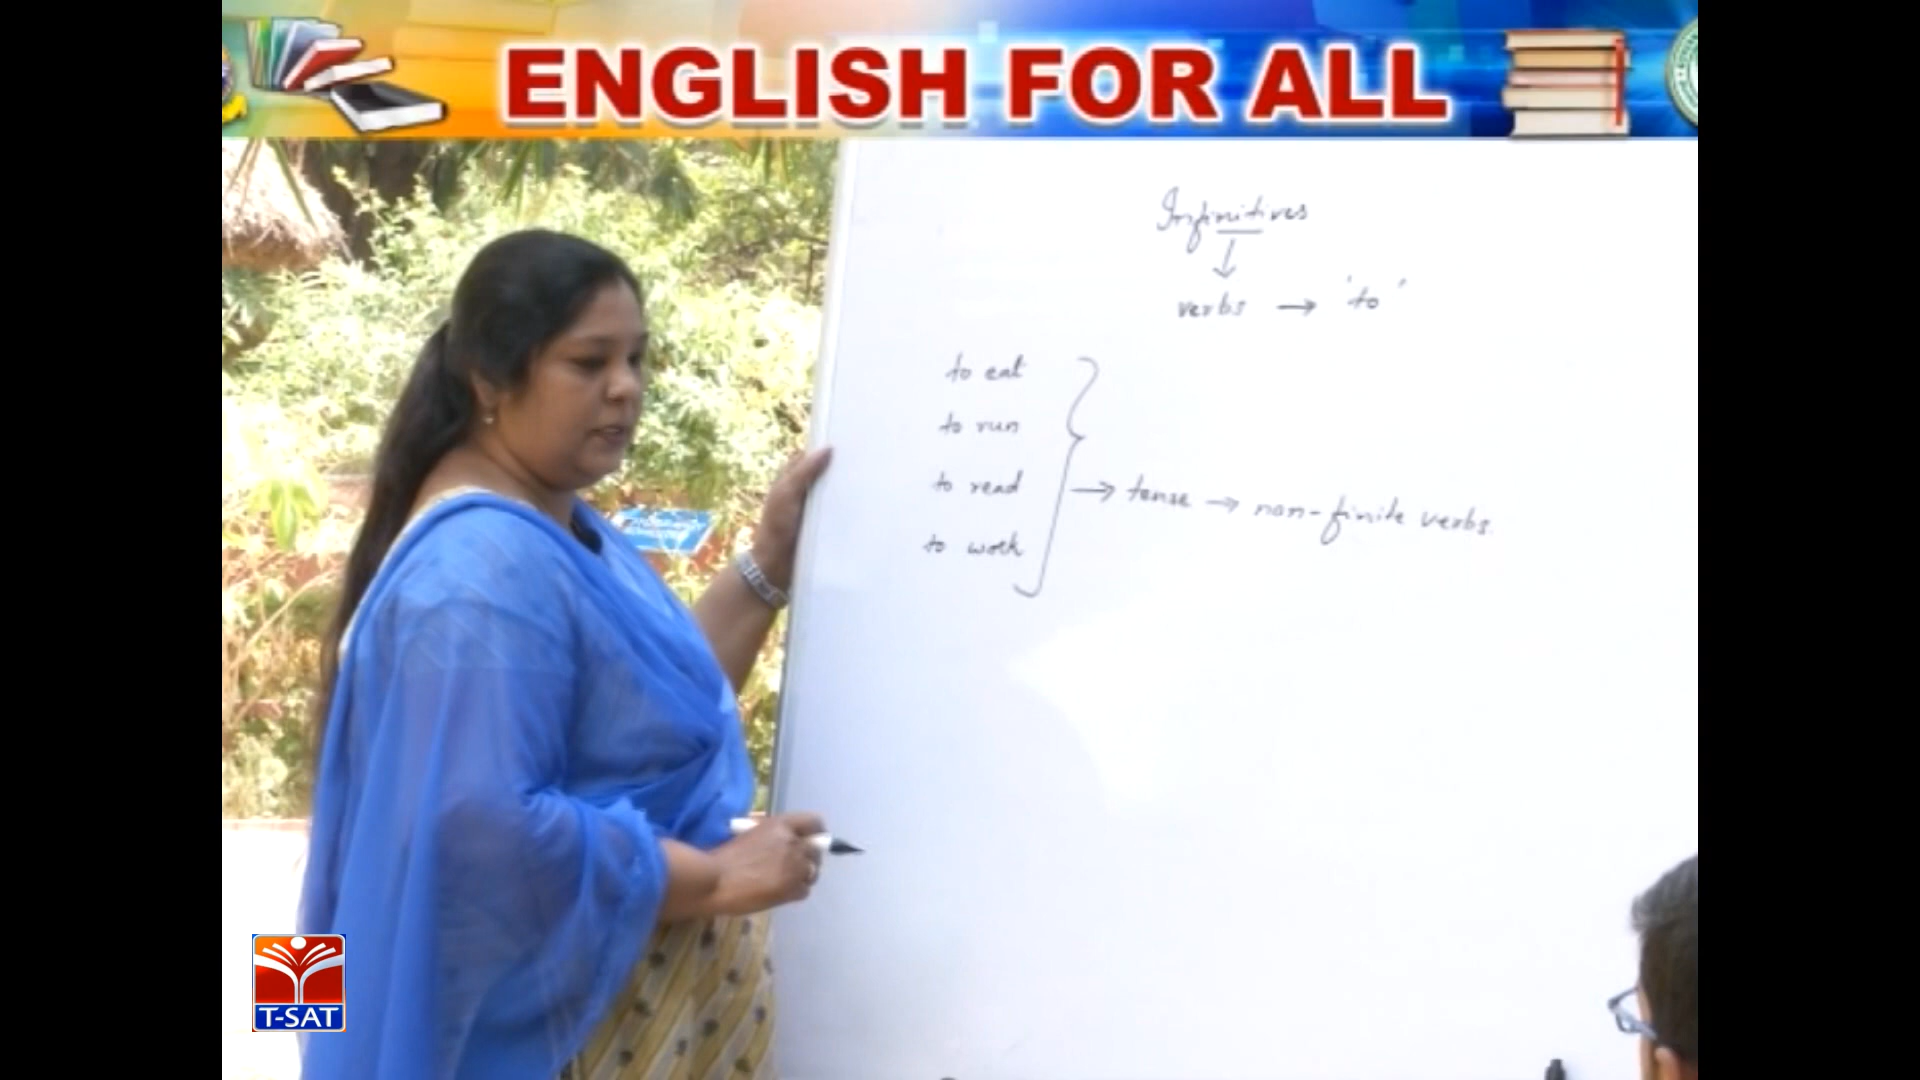 ENGLISH FOR ALL
Infinitives
verbs → 'to'
to eat
to run
to read
to work
→ tense → non-finite verbs.
T-SAT